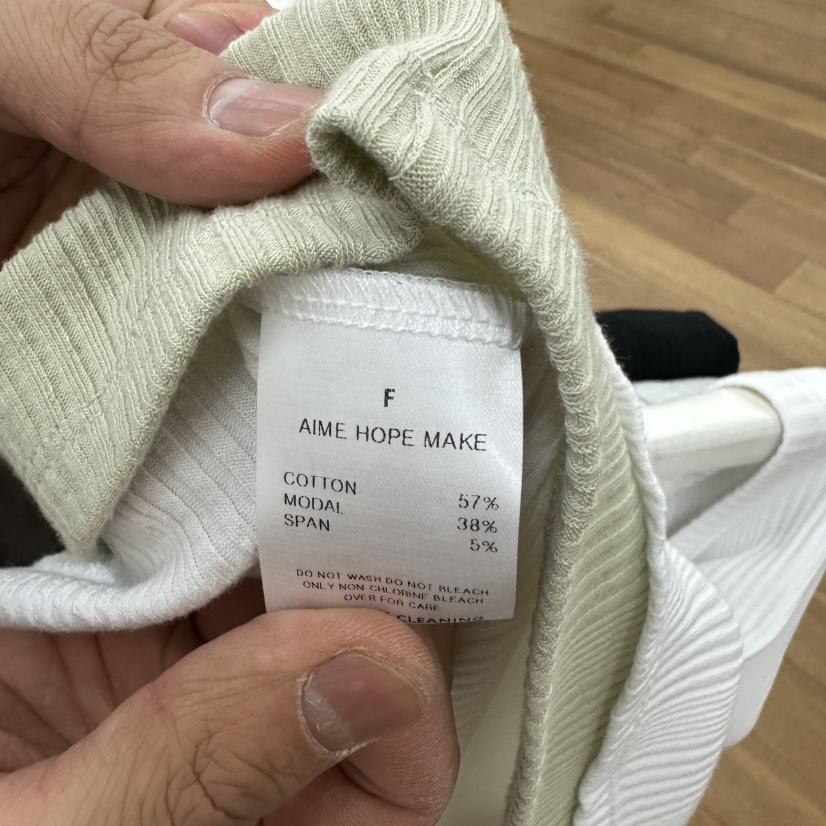 F
AIME HOPE MAKE
COTTON 57%
MODAL 38%
SPAN 5%
DO NOT WASH DO NOT BLEACH
ONLY NON CHLORINE BLEACH
OVER FOR CARE
CLEANING